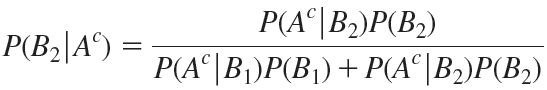 P(B₂|Aᶜ) = P(Aᶜ|B₂)P(B₂) / P(Aᶜ|B₁)P(B₁) + P(Aᶜ|B₂)P(B₂)